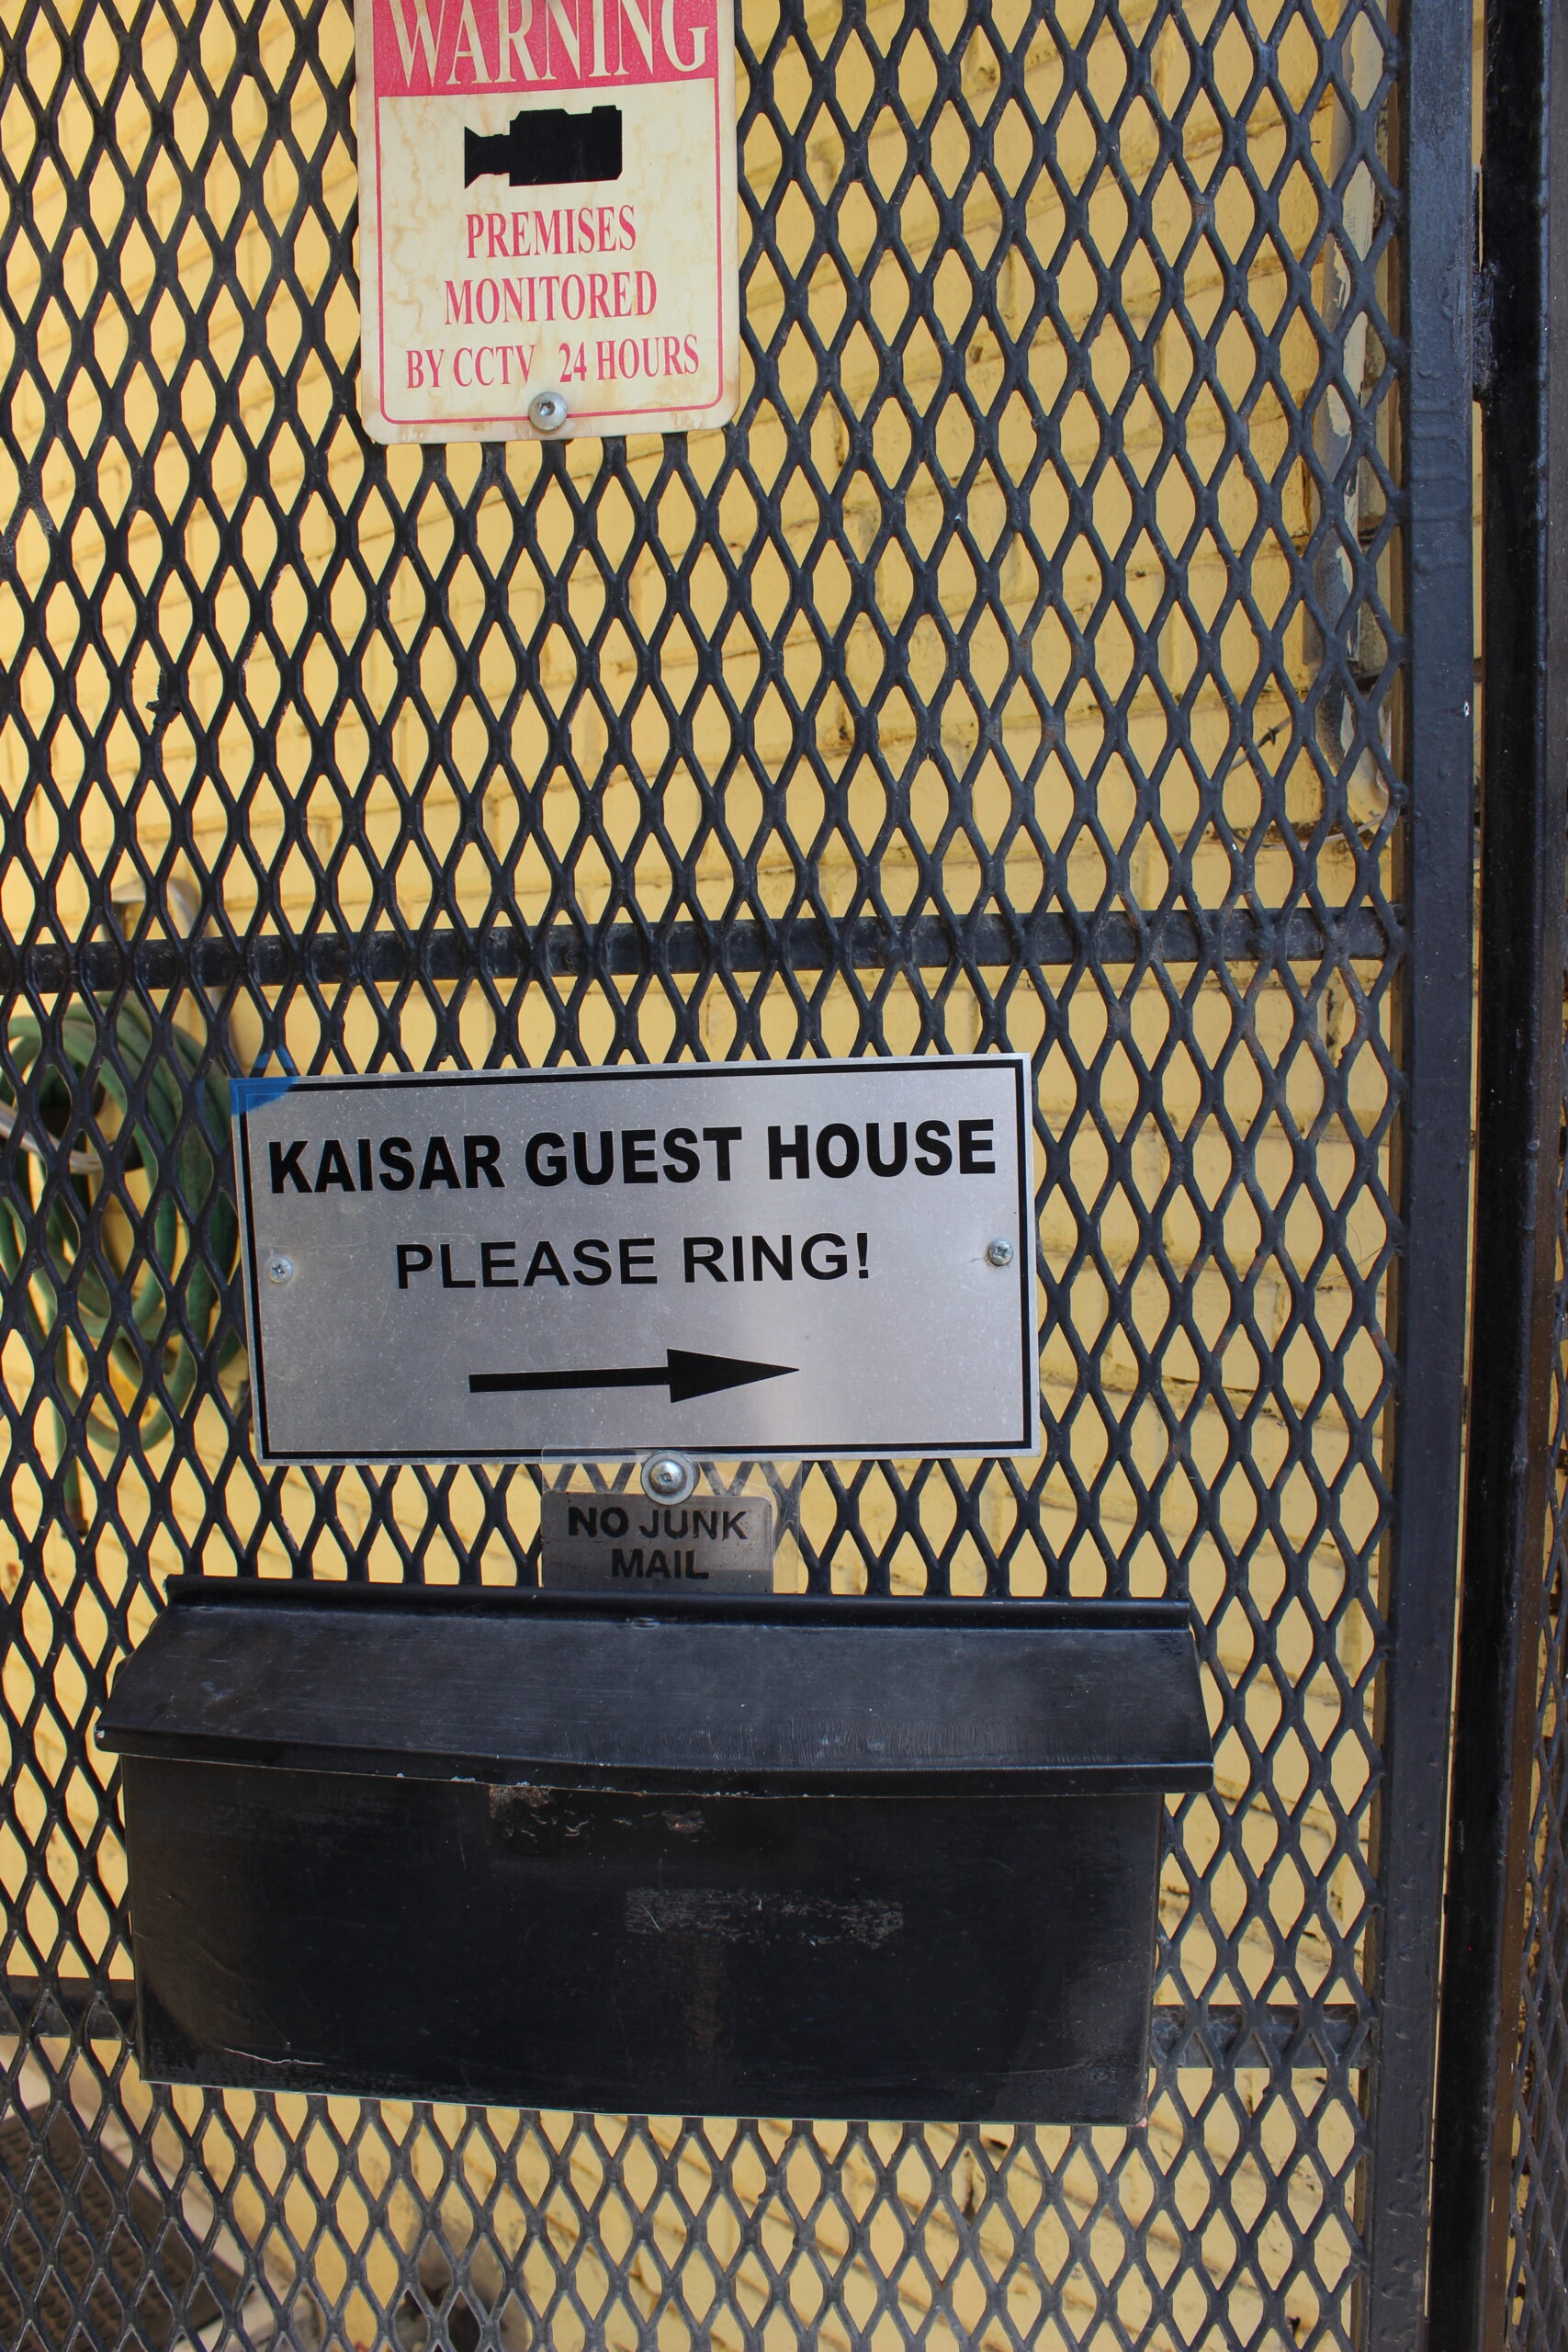 WARNING
PREMISES
MONITORED
BY CCTV 24 HOURS
KAISAR GUEST HOUSE
PLEASE RING!
NO JUNK
MAIL